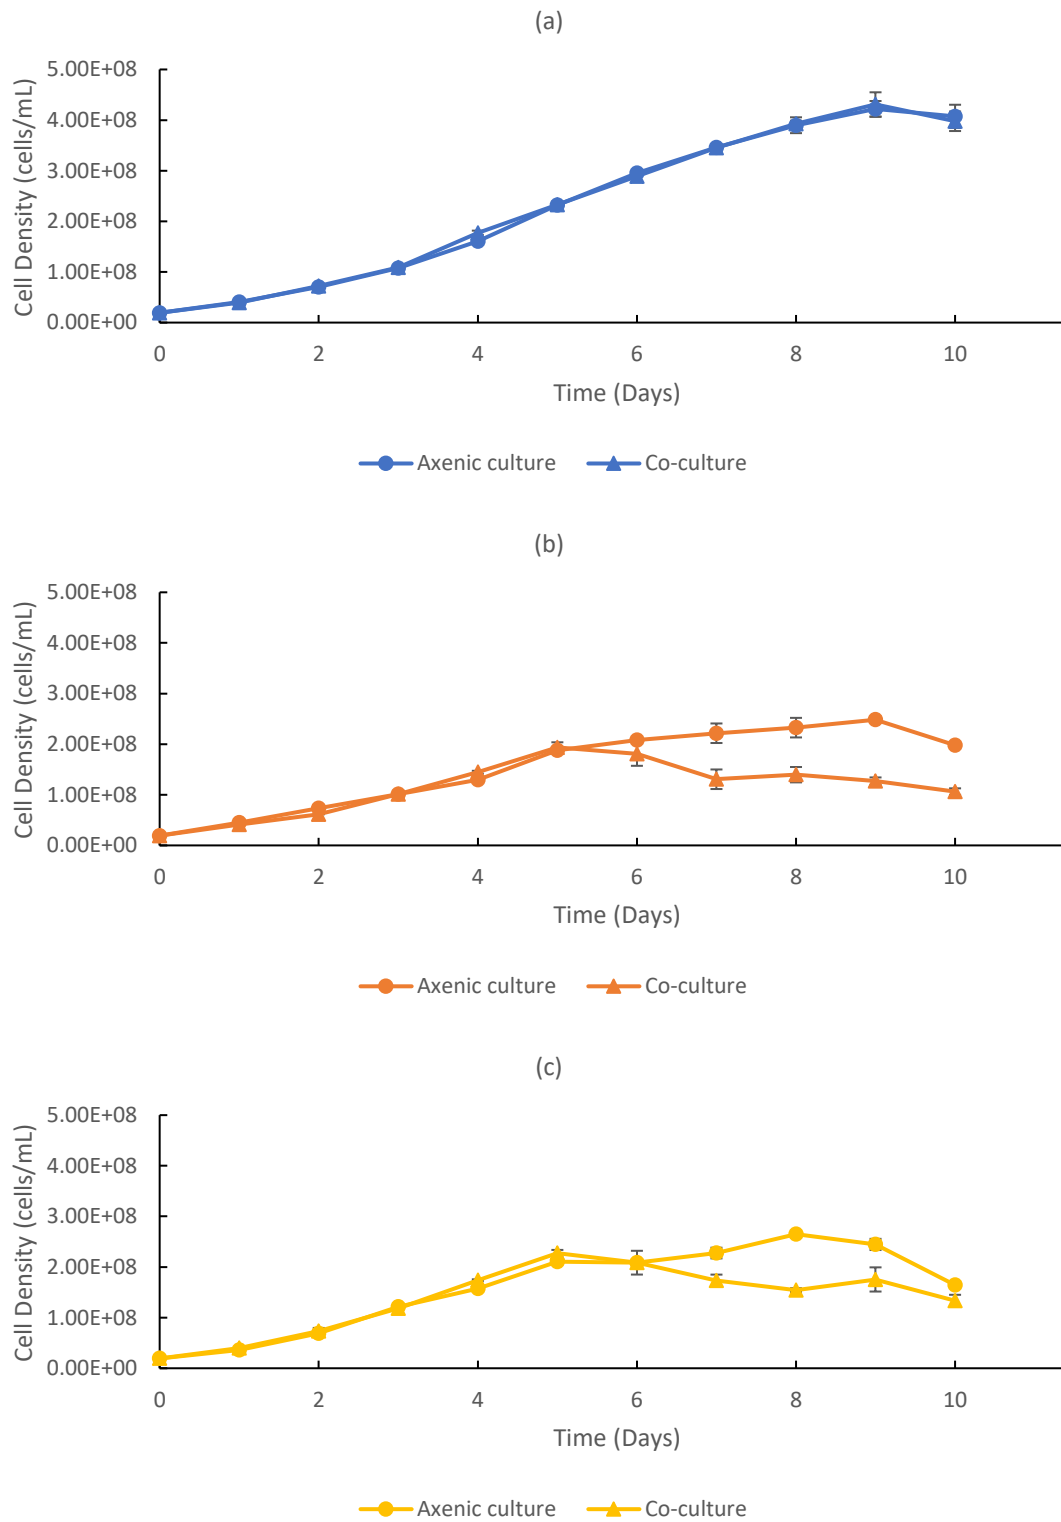 (a)
5.00E+08
4.00E+08
3.00E+08
2.00E+08
1.00E+08
0.00E+00
Cell Density (cells/mL)
0 2 4 6 8 10
Time (Days)
Axenic culture Co-culture
(b)
5.00E+08
4.00E+08
3.00E+08
2.00E+08
1.00E+08
0.00E+00
Cell Density (cells/mL)
0 2 4 6 8 10
Time (Days)
Axenic culture Co-culture
(c)
5.00E+08
4.00E+08
3.00E+08
2.00E+08
1.00E+08
0.00E+00
Cell Density (cells/mL)
0 2 4 6 8 10
Time (Days)
Axenic culture Co-culture